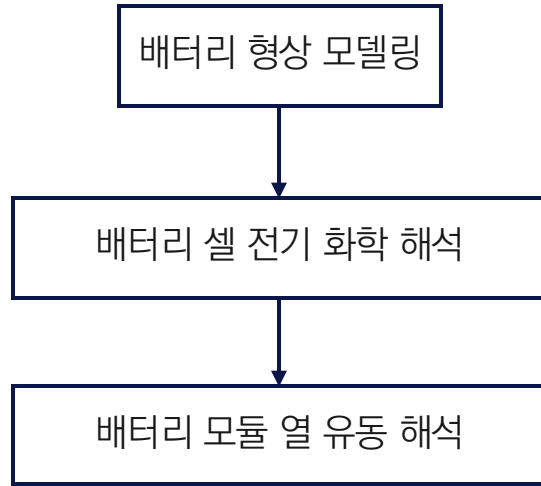 배터리 형상 모델링
배터리 셀 전기 화학 해석
배터리 모듈 열 유동 해석